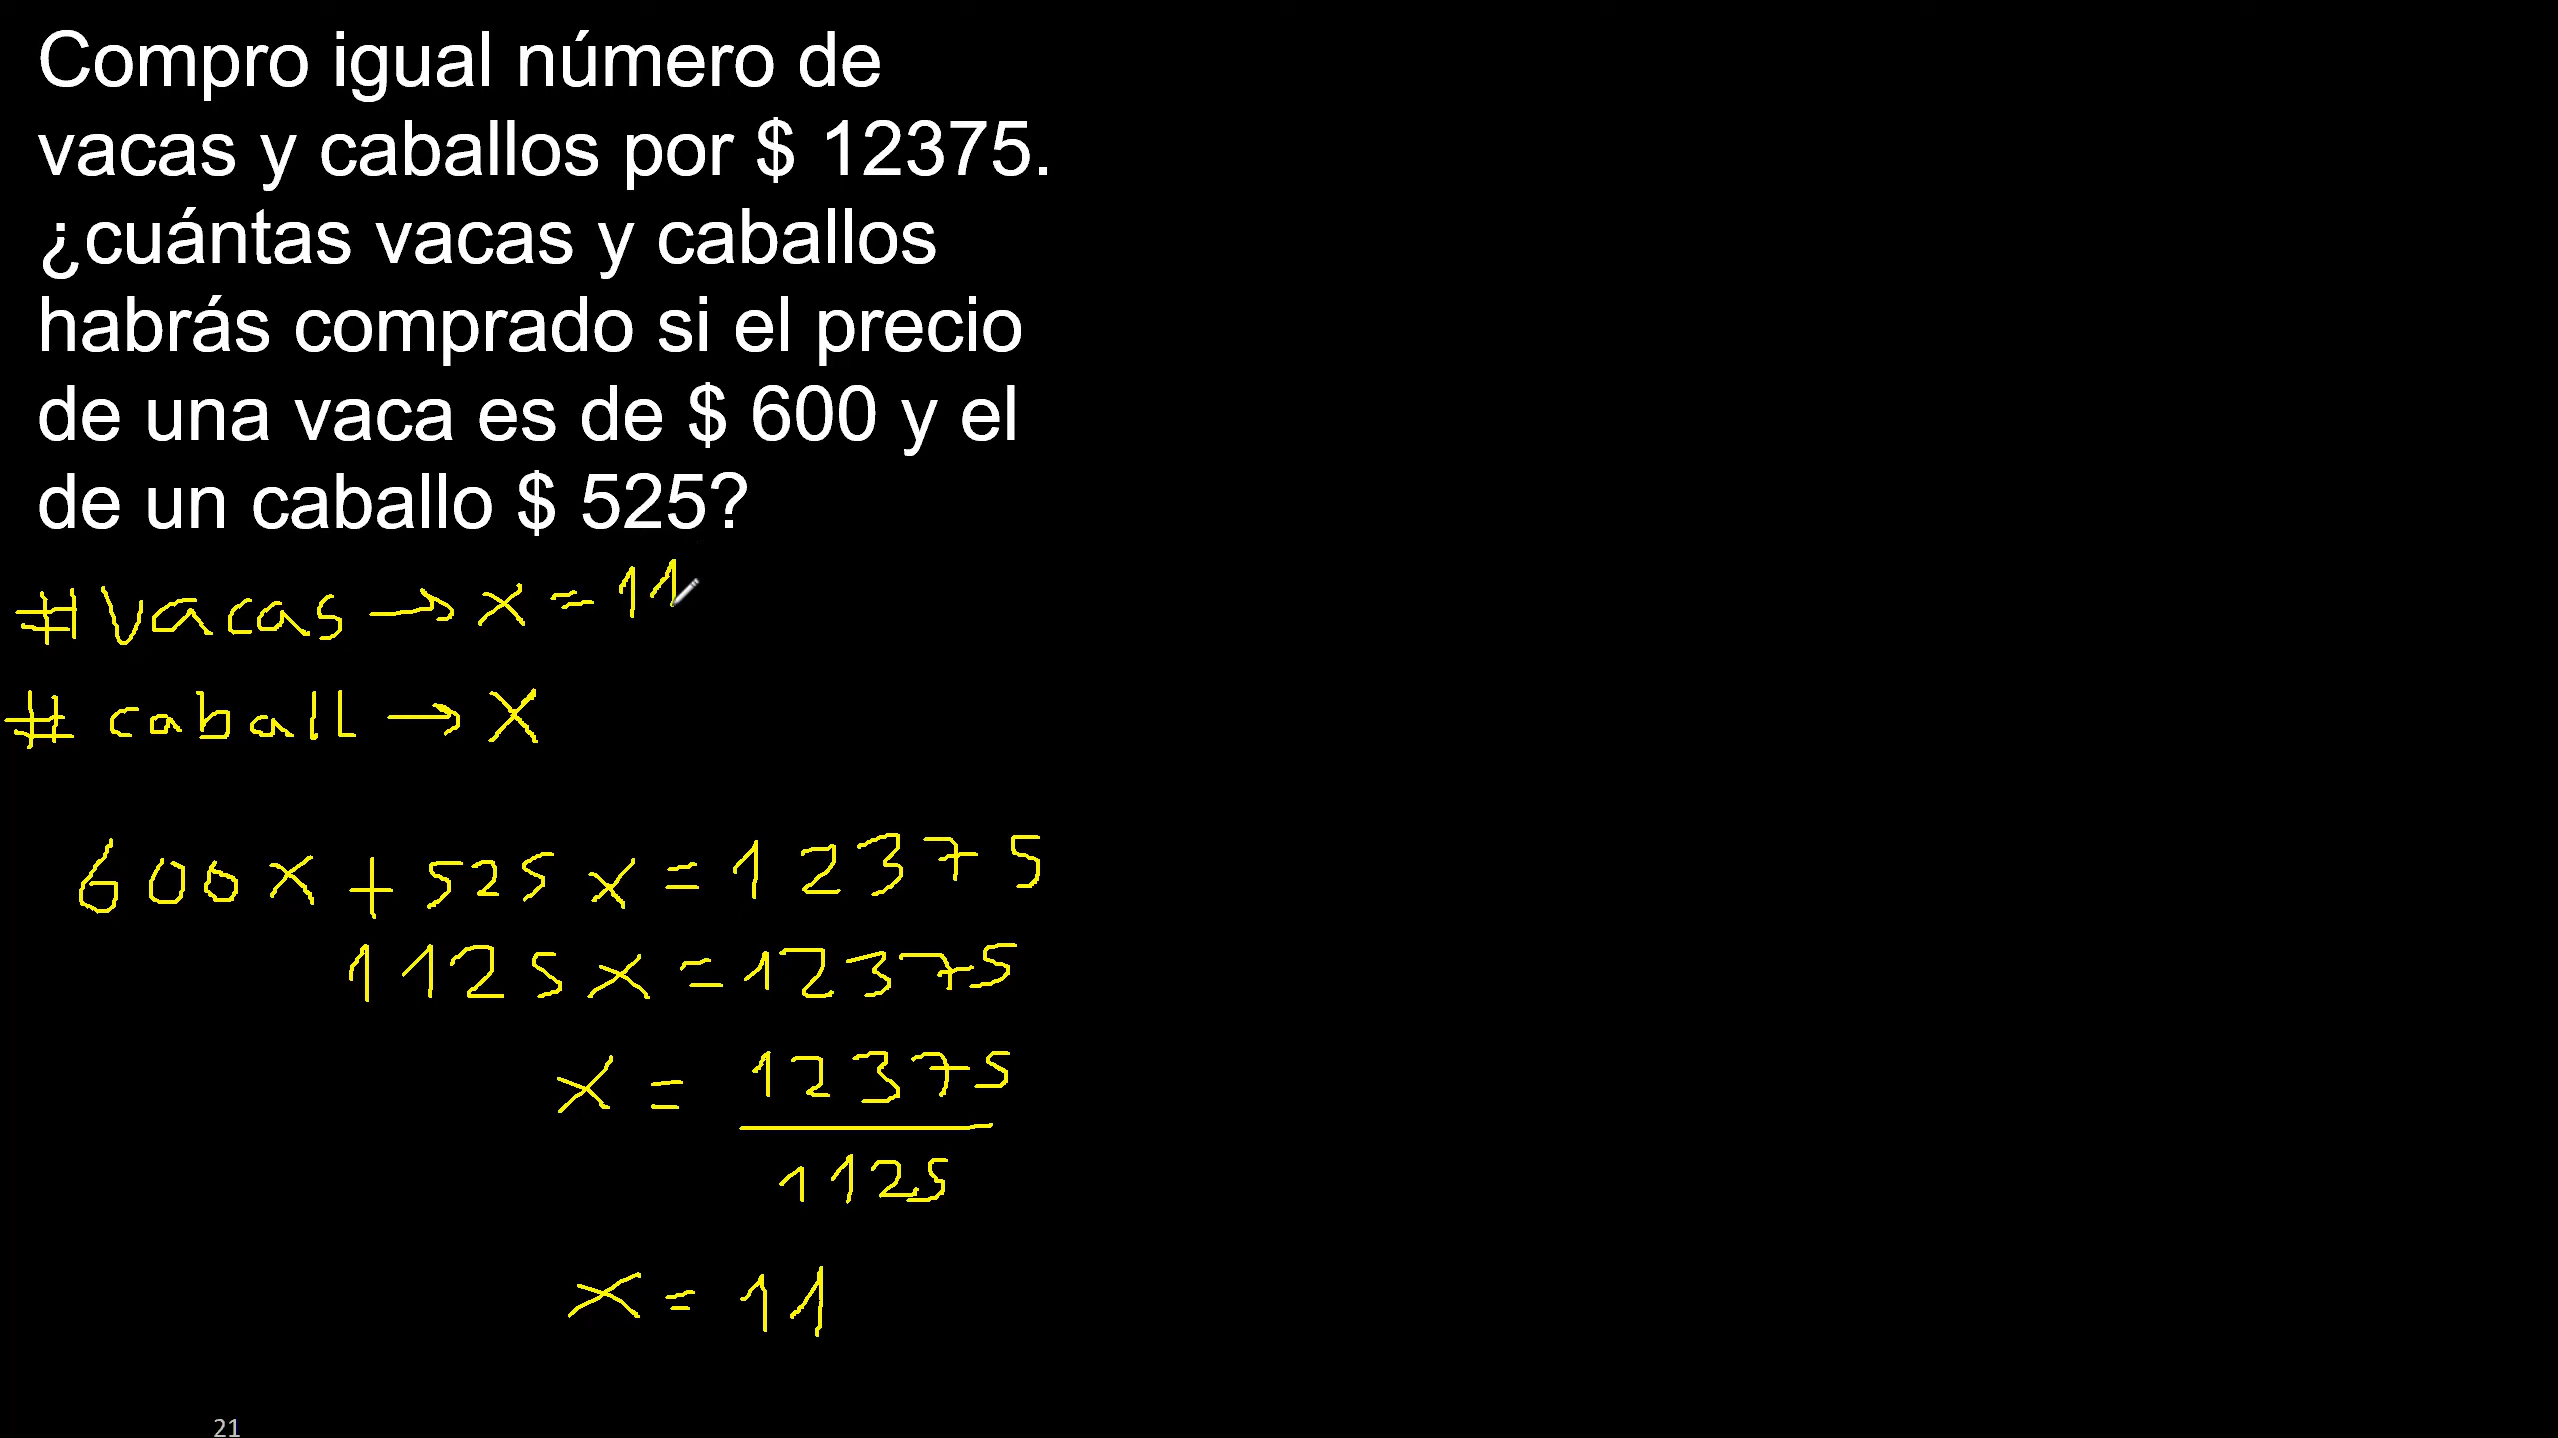 Compro igual número de
vacas y caballos por $ 12375.
¿cuántas vacas y caballos
habrás comprado si el precio
de una vaca es de $ 600 y el
de un caballo $ 525?
# vacas → x = 11
# caball → x
600x + 525x = 12375
1125x = 12375
x = 12375
1125
x = 11
21